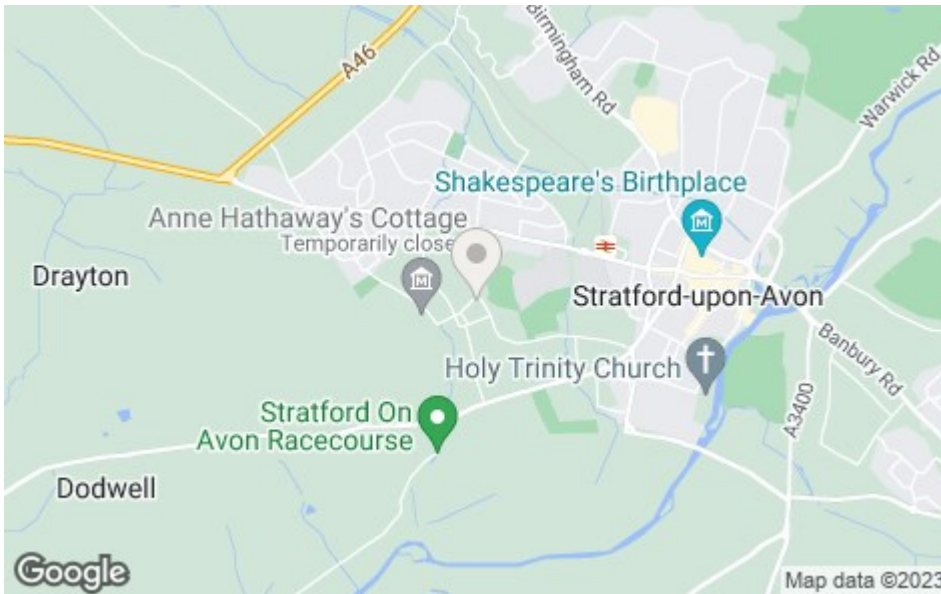 A46
Birmingham Rd
Warwick Rd
Shakespeare's Birthplace
Anne Hathaway's Cottage
Temporarily close
Drayton
Stratford-upon-Avon
Holy Trinity Church
Banbury Rd
A3400
Stratford On
Avon Racecourse
Dodwell
Google
Map data ©2023